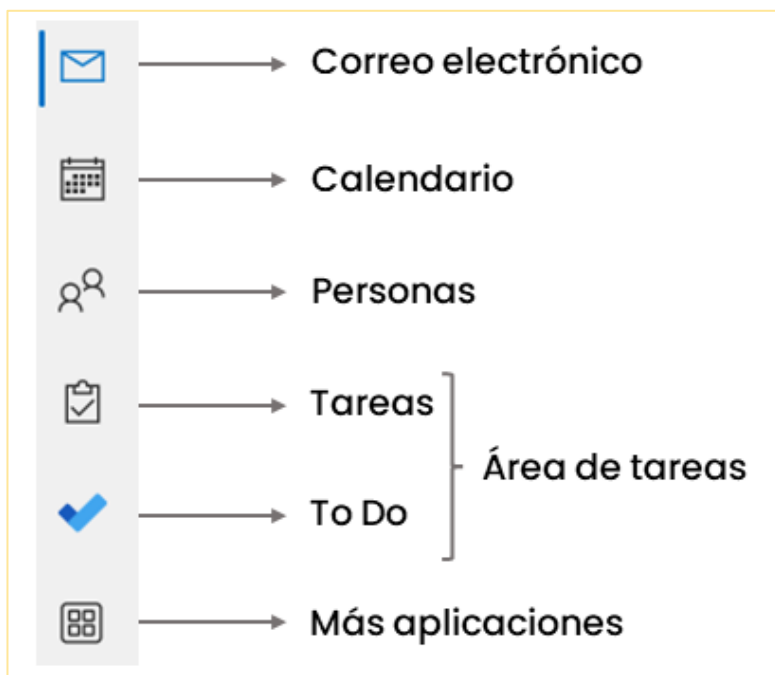 Correo electrónico
Calendario
Personas
Tareas
Área de tareas
To Do
Más aplicaciones